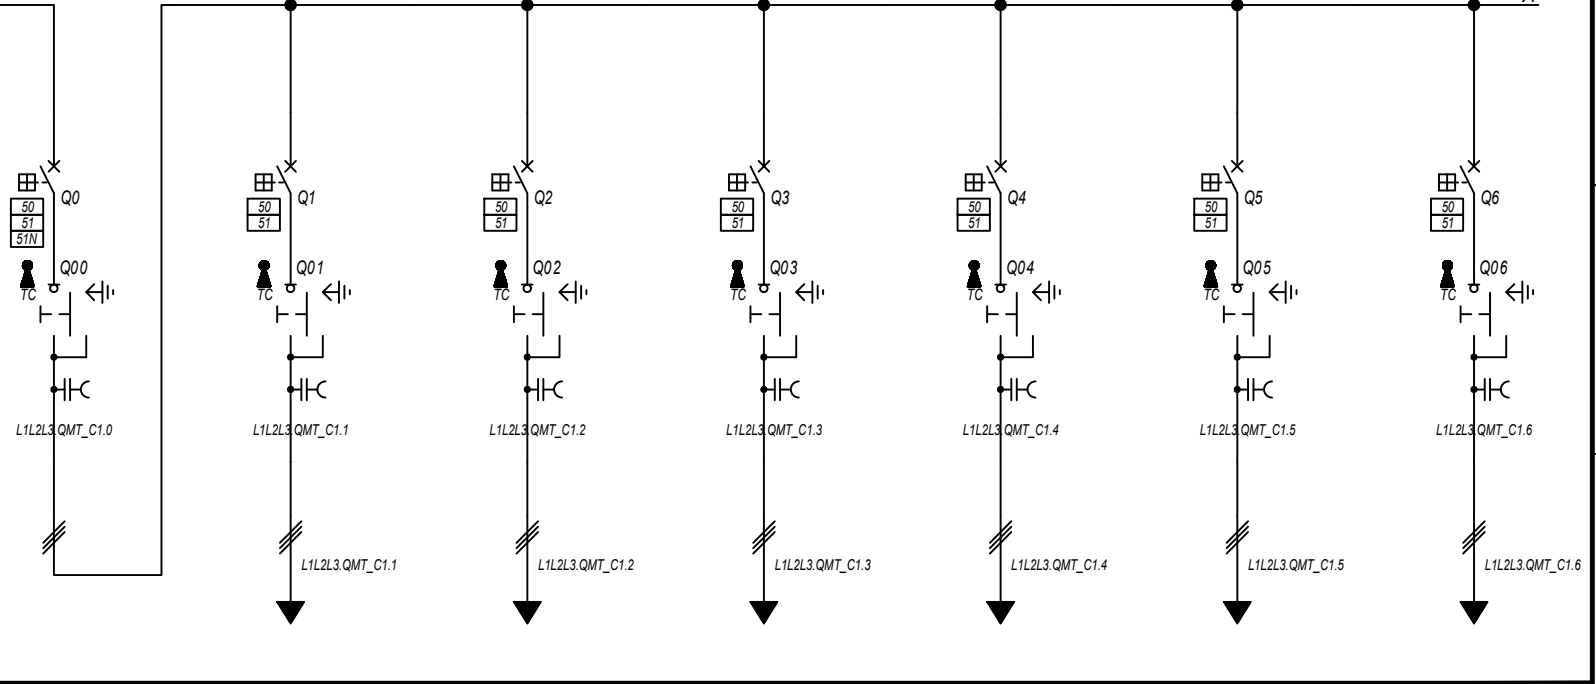 Q0 Q1 Q2 Q3 Q4 Q5 Q6
50 50 50 50 50 50 50
51 51 51 51 51 51 51
51N
Q00 Q01 Q02 Q03 Q04 Q05 Q06
TC TC TC TC TC TC TC
L1L2L3.QMT_C1.0 L1L2L3.QMT_C1.1 L1L2L3.QMT_C1.2 L1L2L3.QMT_C1.3 L1L2L3.QMT_C1.4 L1L2L3.QMT_C1.5 L1L2L3.QMT_C1.6
L1L2L3.QMT_C1.1 L1L2L3.QMT_C1.2 L1L2L3.QMT_C1.3 L1L2L3.QMT_C1.4 L1L2L3.QMT_C1.5 L1L2L3.QMT_C1.6